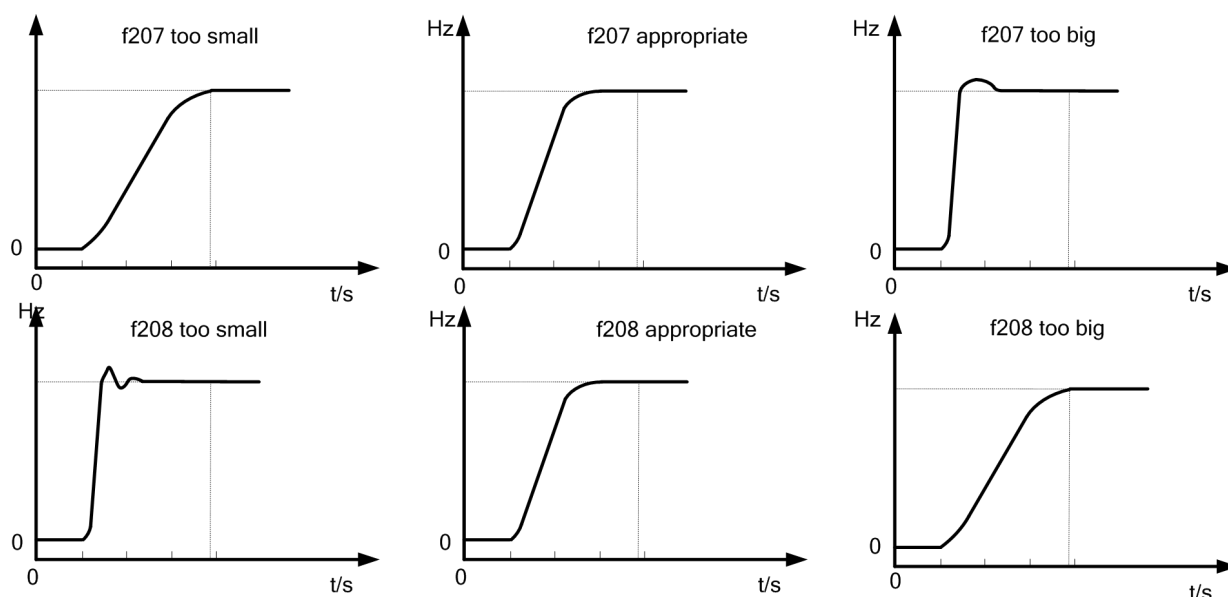 f207 too small
0
0
t/s
Hz
f207 appropriate
0
0
t/s
Hz
f207 too big
0
0
t/s
Hz
f208 too small
0
0
t/s
Hz
f208 appropriate
0
0
t/s
Hz
f208 too big
0
0
t/s